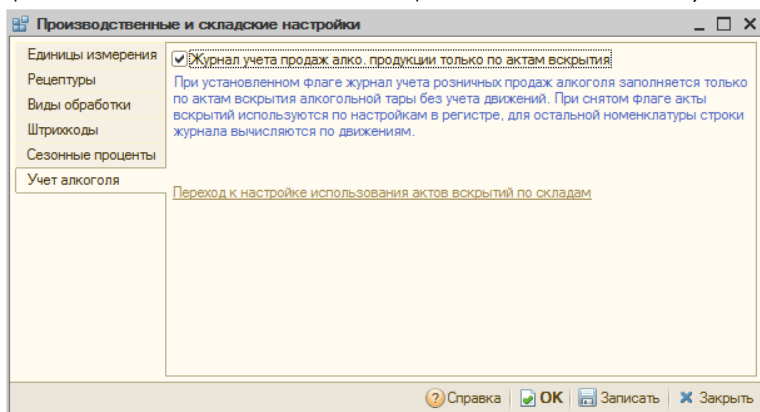 Производственные и складские настройки
Единицы измерения
Рецептуры
Виды обработки
Штрихкоды
Сезонные проценты
Учет алкоголя
Журнал учета продаж алко. продукции только по актам вскрытия
При установленном флаге журнал учета розничных продаж алкоголя заполняется только
по актам вскрытия алкогольной тары без учета движений. При снятом флаге акты
вскрытий используются по настройкам в регистре, для остальной номенклатуры строки
журнала вычисляются по движениям.
Переход к настройке использования актов вскрытий по складам
Справка
OK
Записать
Закрыть